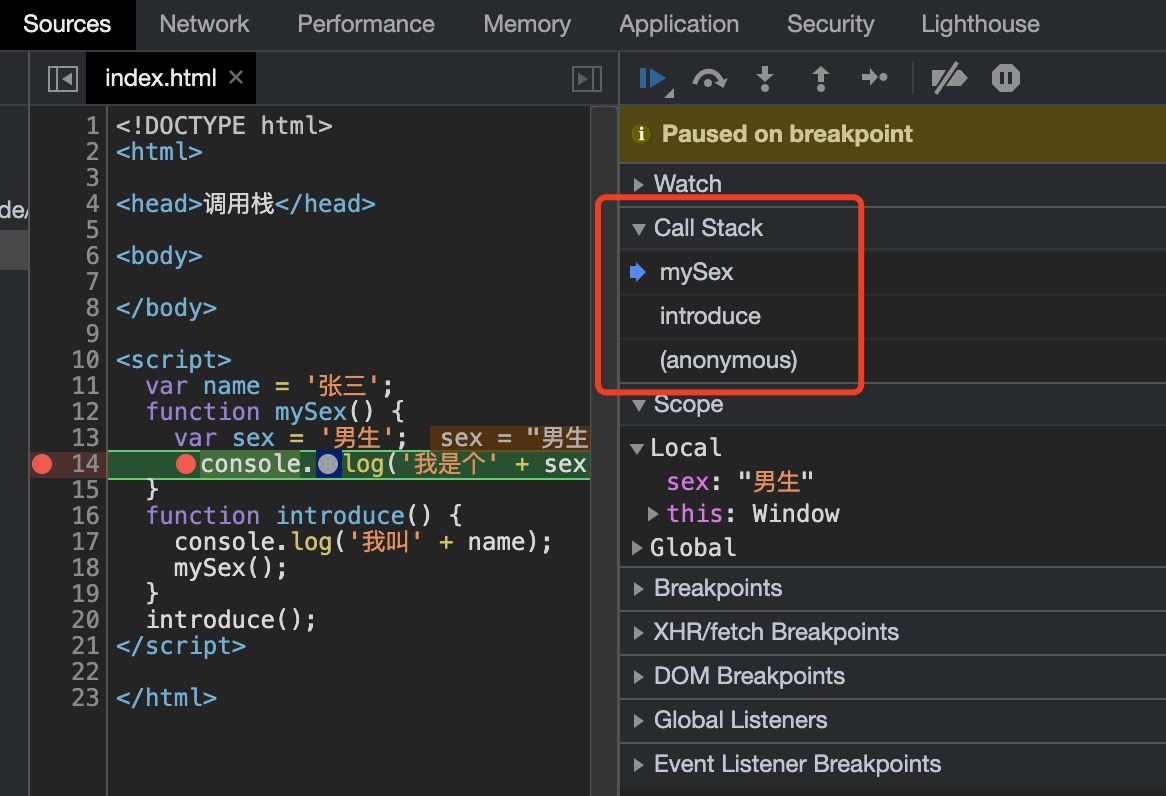 Sources Network Performance Memory Application Security Lighthouse
index.html ×
de/
1 <!DOCTYPE html>
2 <html>
3
4 <head>调用栈</head>
5
6 <body>
7
8 </body>
9
10 <script>
11 var name = '张三';
12 function mySex() {
13 var sex = '男生'; sex = "男生
14 console.log('我是个' + sex
15 }
16 function introduce() {
17 console.log('我叫' + name);
18 mySex();
19 }
20 introduce();
21 </script>
22
23 </html>
Paused on breakpoint
Watch
Call Stack
mySex
introduce
(anonymous)
Scope
Local
sex: "男生"
this: Window
Global
Breakpoints
XHR/fetch Breakpoints
DOM Breakpoints
Global Listeners
Event Listener Breakpoints